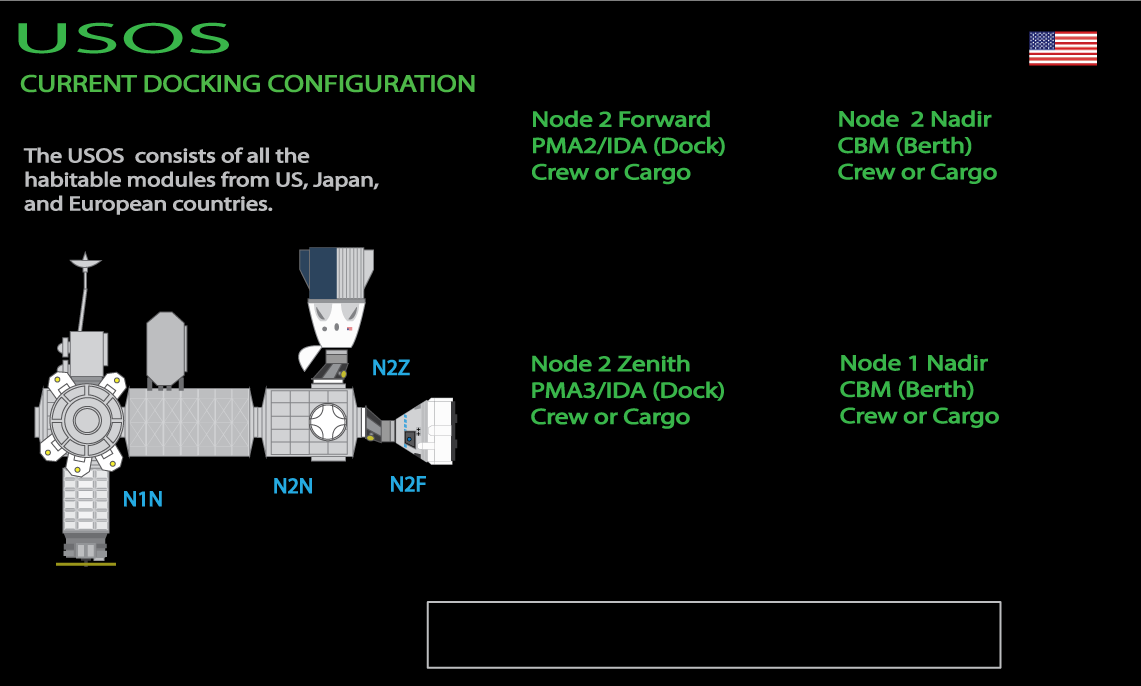 USOS
CURRENT DOCKING CONFIGURATION
The USOS consists of all the
habitable modules from US, Japan,
and European countries.
Node 2 Forward
PMA2/IDA (Dock)
Crew or Cargo
Node 2 Nadir
CBM (Berth)
Crew or Cargo
N2Z
Node 2 Zenith
PMA3/IDA (Dock)
Crew or Cargo
Node 1 Nadir
CBM (Berth)
Crew or Cargo
N1N
N2N
N2F